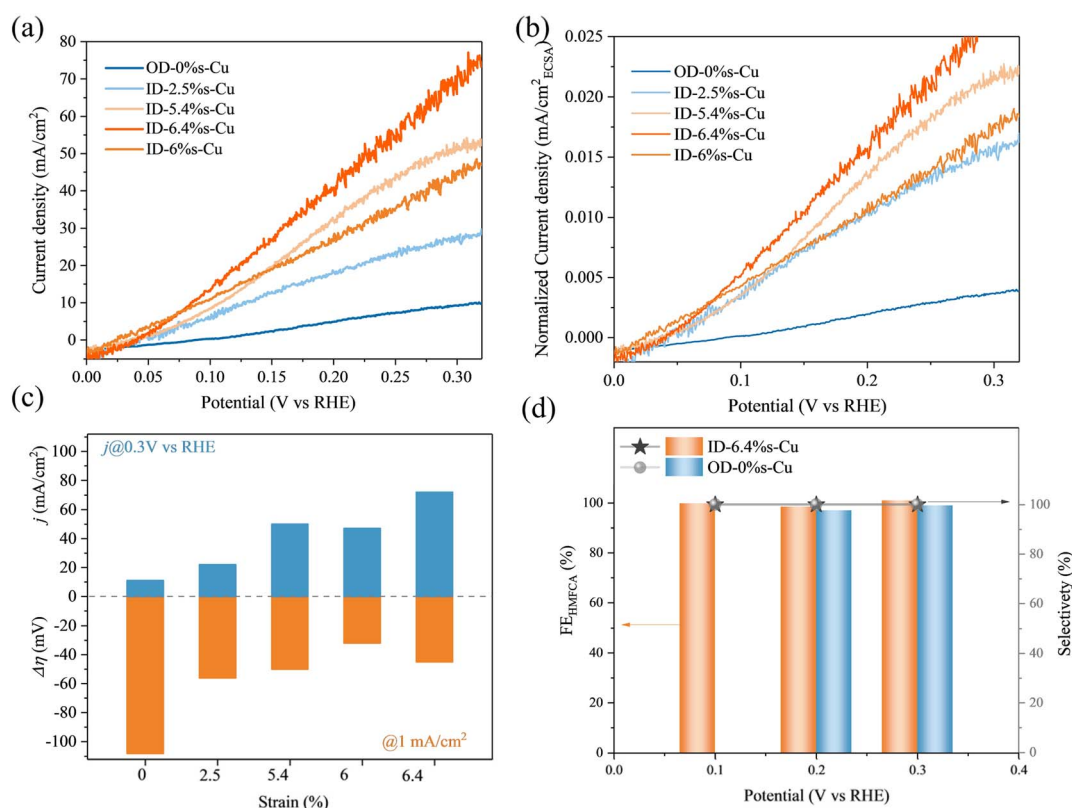 (a)
80
70
60
50
40
30
20
10
0
Current density (mA/cm²)
OD-0%s-Cu
ID-2.5%s-Cu
ID-5.4%s-Cu
ID-6.4%s-Cu
ID-6%s-Cu
0.00 0.05 0.10 0.15 0.20 0.25 0.30
Potential (V vs RHE)
(b)
0.025
0.020
0.015
0.010
0.005
0.000
Normalized Current density (mA/cm²ECSA)
OD-0%s-Cu
ID-2.5%s-Cu
ID-5.4%s-Cu
ID-6.4%s-Cu
ID-6%s-Cu
0.0 0.1 0.2 0.3
Potential (V vs RHE)
(c)
j@0.3V vs RHE
100
80
60
40
20
0
-20
-40
-60
-80
-100
j (mA/cm²)
Δη (mV)
@1 mA/cm²
0 2.5 5.4 6 6.4
Strain (%)
(d)
ID-6.4%s-Cu
OD-0%s-Cu
100
80
60
40
20
0
FEHMFCA (%)
100
80
60
40
20
0
Selectivety (%)
0.0 0.1 0.2 0.3 0.4
Potential (V vs RHE)